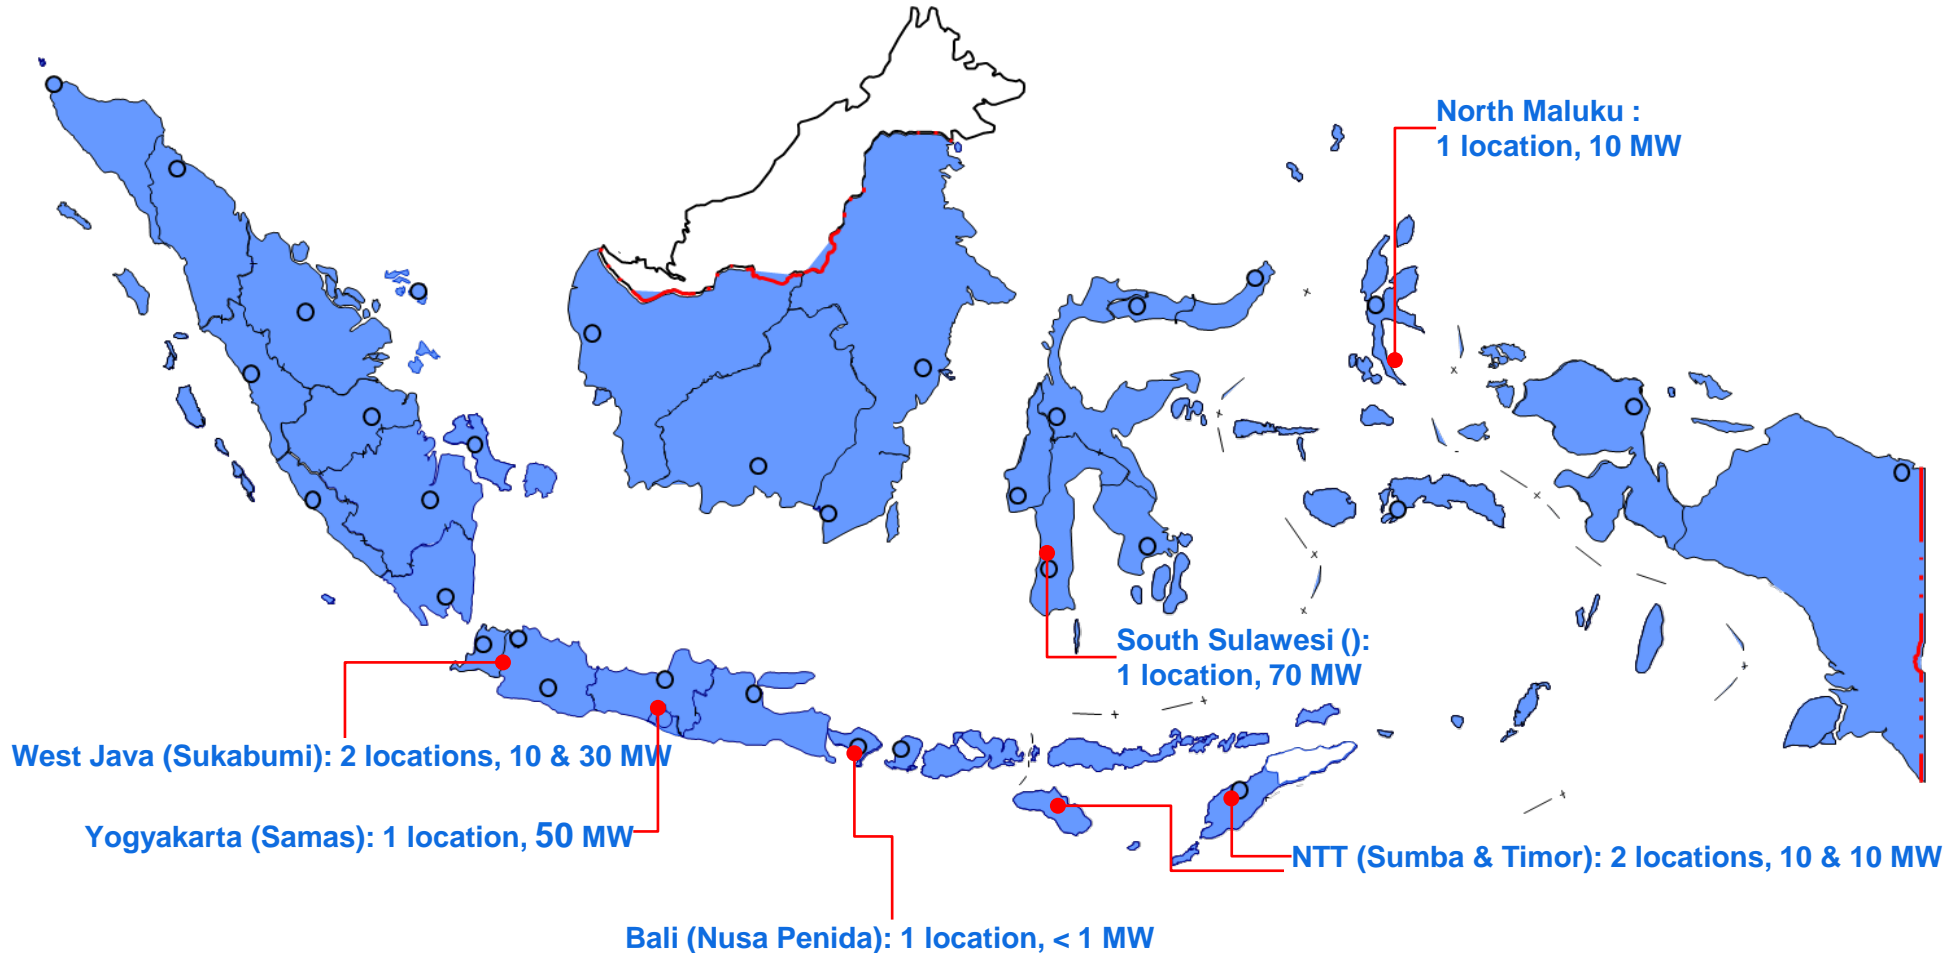 North Maluku :
1 location, 10 MW
South Sulawesi ():
1 location, 70 MW
West Java (Sukabumi): 2 locations, 10 & 30 MW
Yogyakarta (Samas): 1 location, 50 MW
NTT (Sumba & Timor): 2 locations, 10 & 10 MW
Bali (Nusa Penida): 1 location, < 1 MW